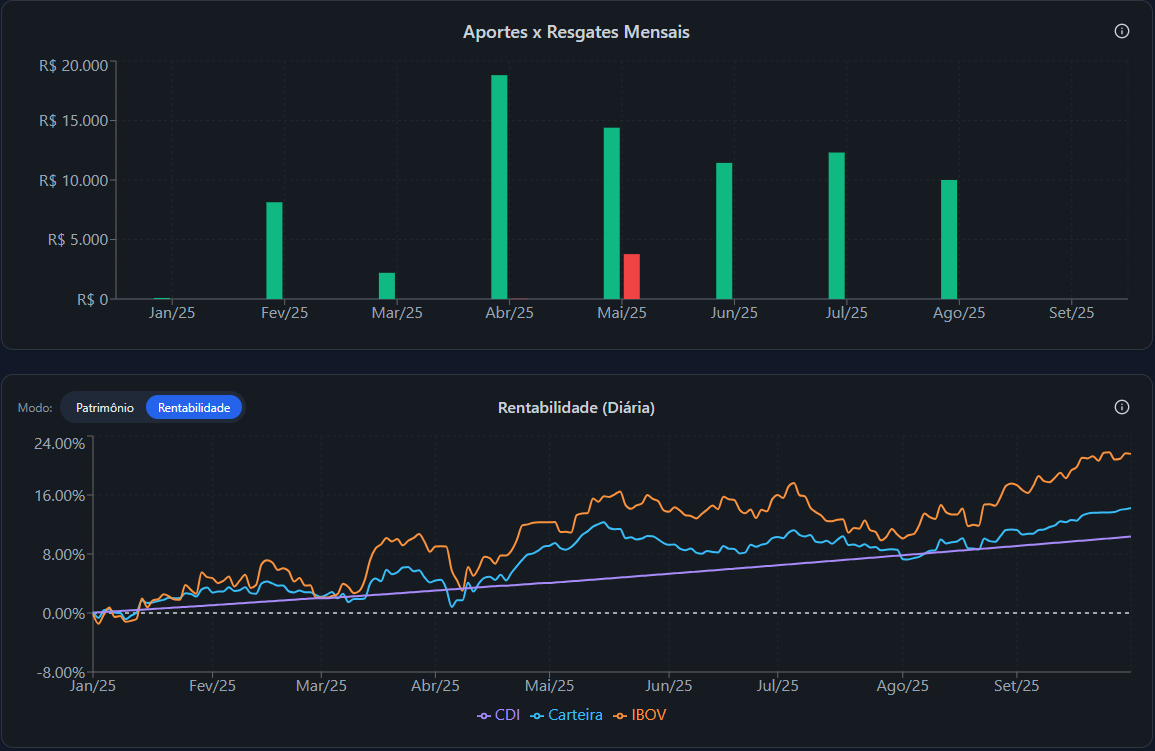 Aportes x Resgates Mensais
R$ 20.000
R$ 15.000
R$ 10.000
R$ 5.000
R$ 0
Jan/25 Fev/25 Mar/25 Abr/25 Mai/25 Jun/25 Jul/25 Ago/25 Set/25
Modo: Patrimônio Rentabilidade Rentabilidade (Diária)
24.00%
16.00%
8.00%
0.00%
-8.00%
Jan/25 Fev/25 Mar/25 Abr/25 Mai/25 Jun/25 Jul/25 Ago/25 Set/25
CDI Carteira IBOV